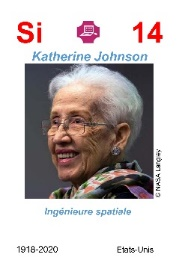 Si 14
Katherine Johnson
© NASA Langley
Ingénieure spatiale
1918-2020 Etats-Unis